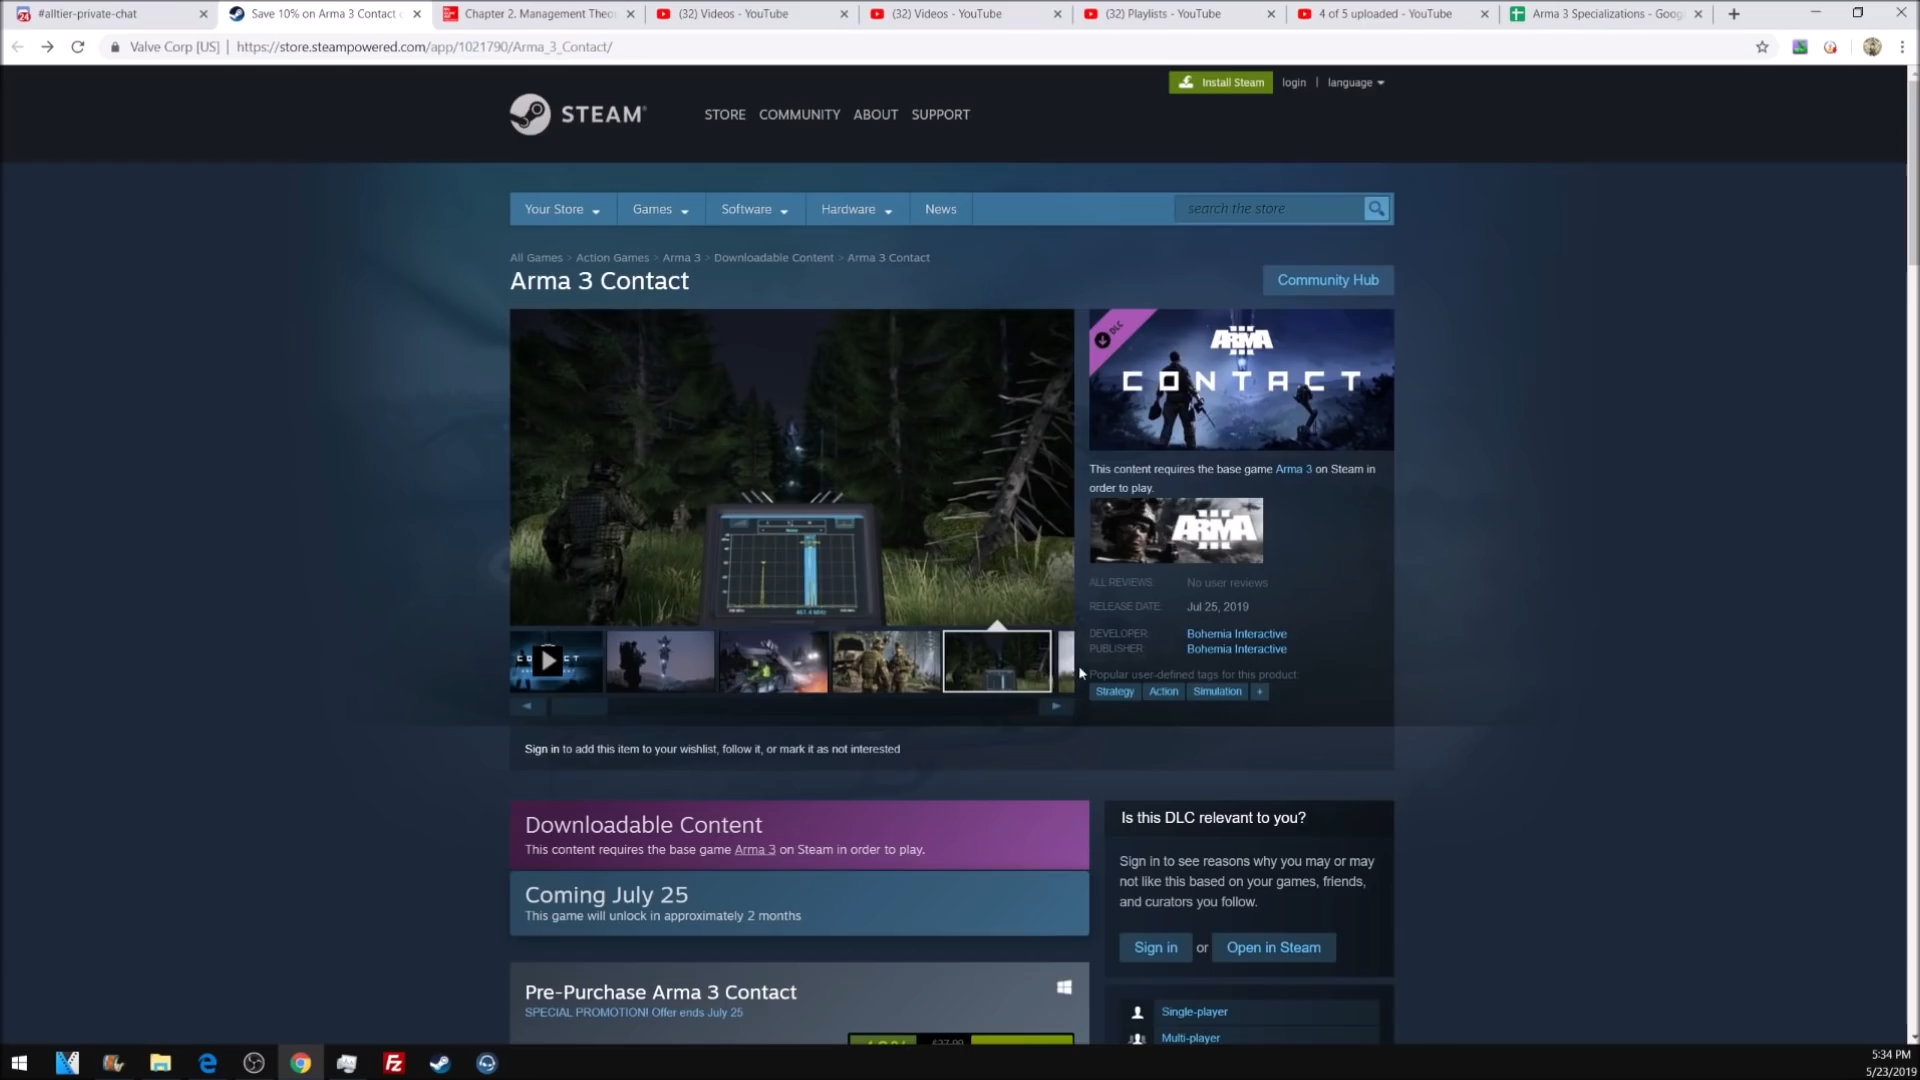 #alltier-private-chat
Save 10% on Arma 3 Contact o
Chapter 2. Management Theo
(32) Videos - YouTube
(32) Videos - YouTube
(32) Playlists - YouTube
4 of 5 uploaded - YouTube
Arma 3 Specializations - Goog
Valve Corp [US] | https://store.steampowered.com/app/1021790/Arma_3_Contact/
Install Steam
login | language
STEAM
STORE COMMUNITY ABOUT SUPPORT
Your Store
Games
Software
Hardware
News
search the store
All Games > Action Games > Arma 3 > Downloadable Content > Arma 3 Contact
Arma 3 Contact
Community Hub
DLC
ARMA
CONTACT
This content requires the base game Arma 3 on Steam in
order to play.
ARMA
ALL REVIEWS: No user reviews
RELEASE DATE: Jul 25, 2019
DEVELOPER: Bohemia Interactive
PUBLISHER: Bohemia Interactive
Popular user-defined tags for this product:
Strategy Action Simulation +
Sign in to add this item to your wishlist, follow it, or mark it as not interested
Downloadable Content
This content requires the base game Arma 3 on Steam in order to play.
Coming July 25
This game will unlock in approximately 2 months
Is this DLC relevant to you?
Sign in to see reasons why you may or may
not like this based on your games, friends,
and curators you follow.
Sign in or Open in Steam
Pre-Purchase Arma 3 Contact
SPECIAL PROMOTION! Offer ends July 25
Single-player
Multi-player
5:34 PM
5/23/2019